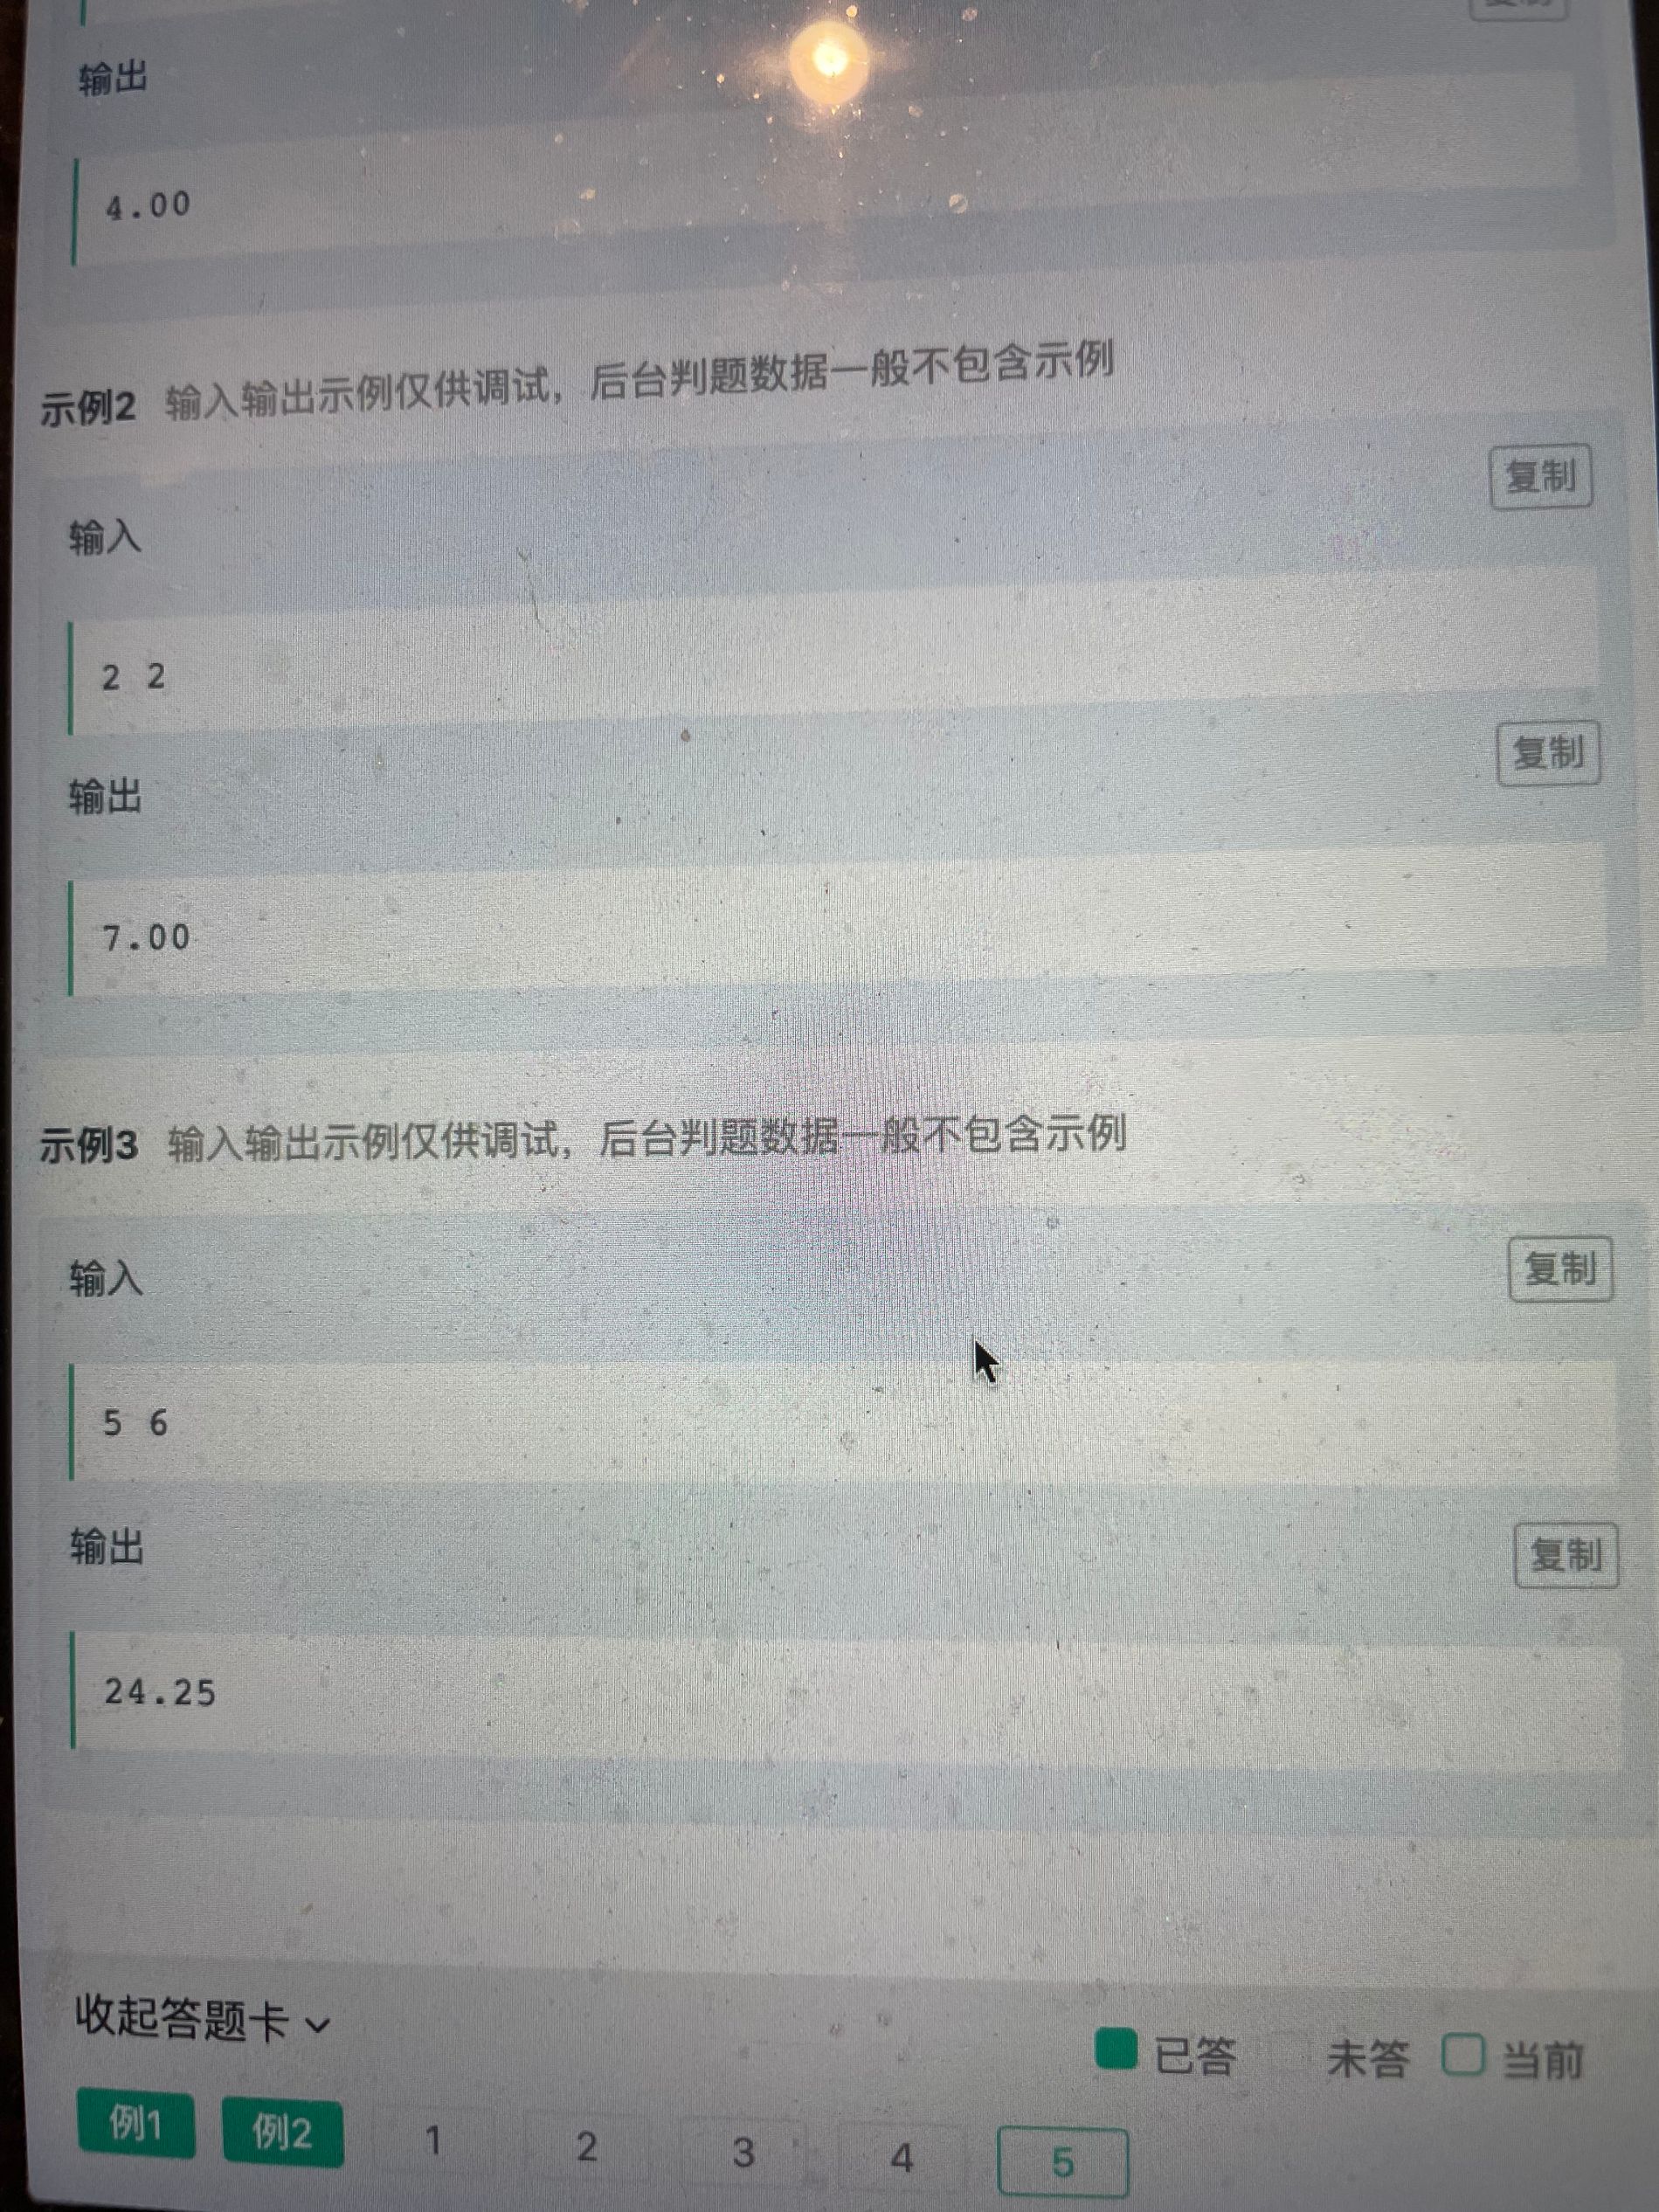 输出
4.00
示例2 输入输出示例仅供调试，后台判题数据一般不包含示例
复制
输入
2 2
复制
输出
7.00
示例3 输入输出示例仅供调试，后台判题数据一般不包含示例
复制
输入
5 6
复制
输出
24.25
收起答题卡
已答 未答 当前
例1 例2 1 2 3 4 5